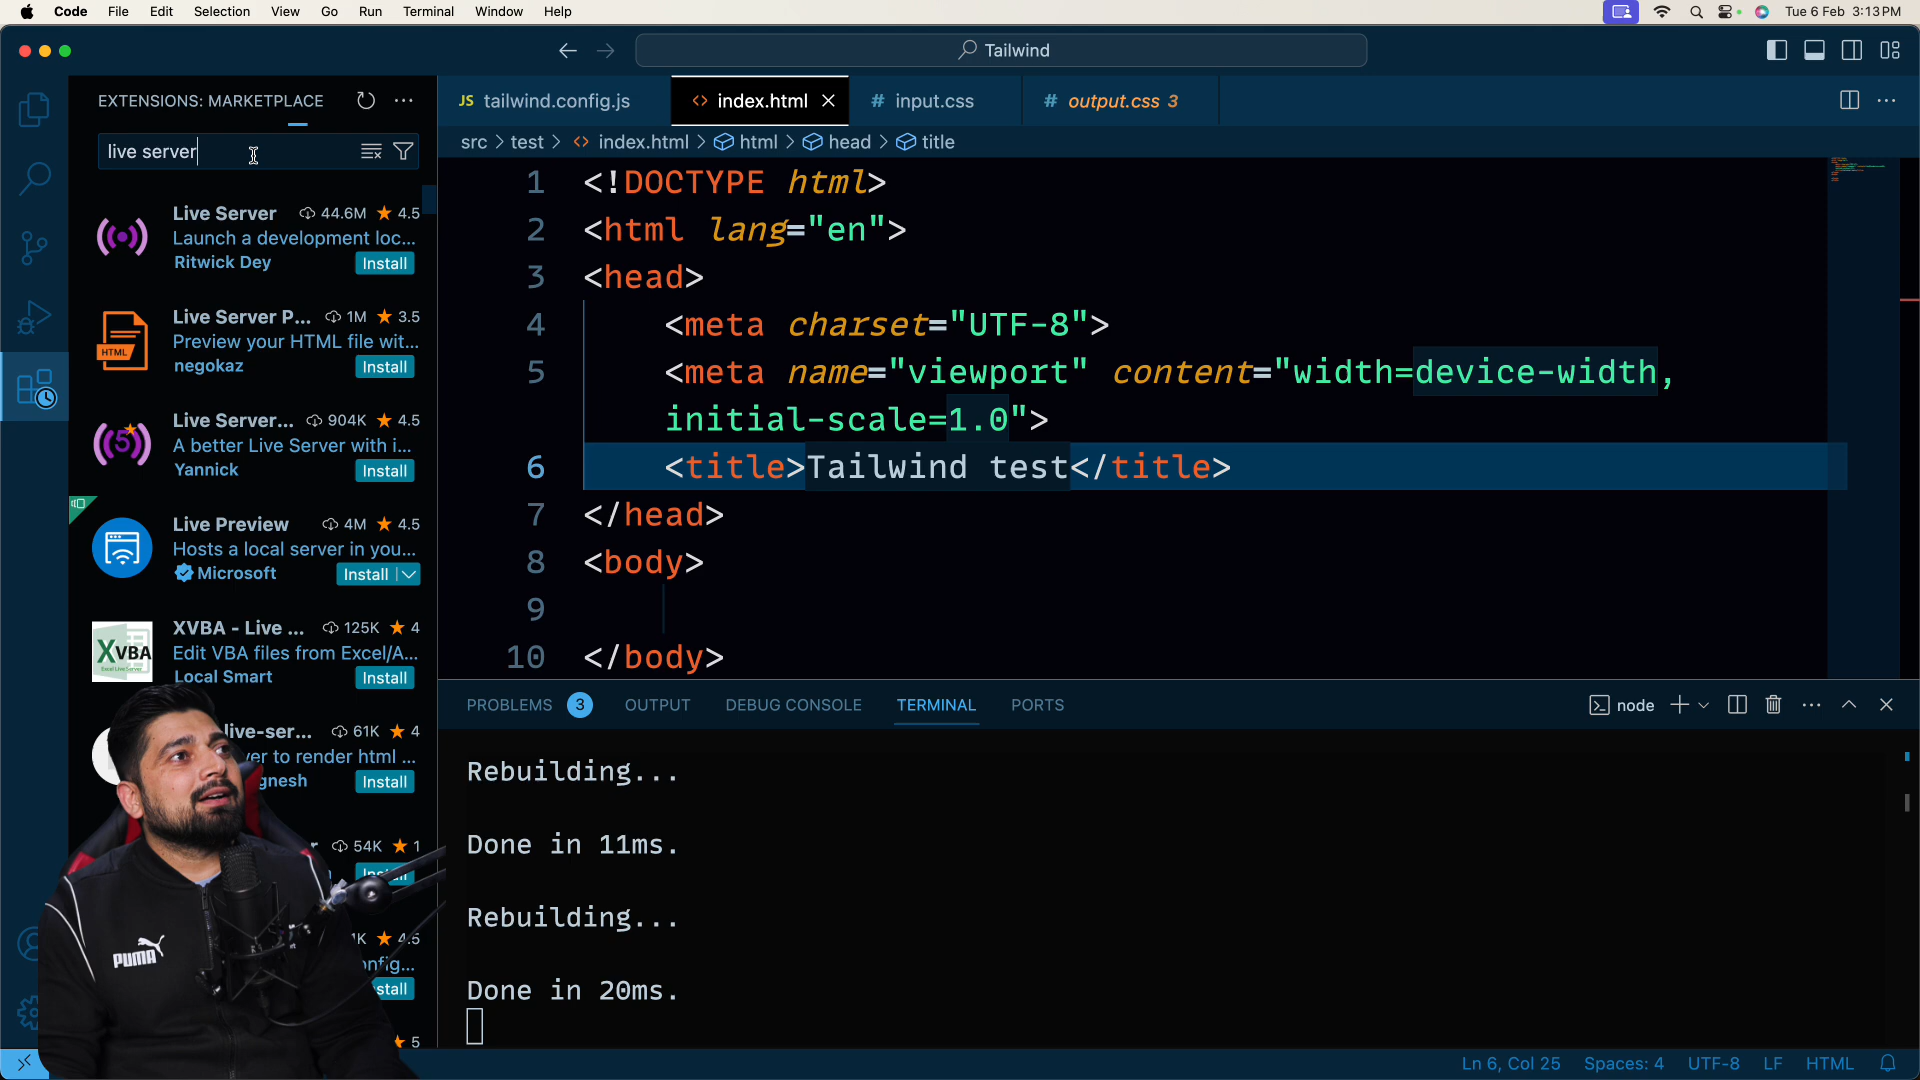 Code File Edit Selection View Go Run Terminal Window Help Tue 6 Feb 3:13 PM
Tailwind
EXTENSIONS: MARKETPLACE
live server
Live Server 44.6M 4.5
Launch a development loc...
Ritwick Dey Install
Live Server P... 1M 3.5
Preview your HTML file wit...
negokaz Install
Live Server... 904K 4.5
A better Live Server with i...
Yannick Install
Live Preview 4M 4.5
Hosts a local server in you...
Microsoft Install
XVBA - Live ... 125K 4
Edit VBA files from Excel/A...
Local Smart Install
live-ser... 61K 4
ver to render html ...
gnesh Install
54K 1
Install
1K 4.5
onfig...
stall
5
PUMA
JS tailwind.config.js index.html # input.css # output.css 3
src > test > index.html > html > head > title
1 <!DOCTYPE html>
2 <html lang="en">
3 <head>
4 <meta charset="UTF-8">
5 <meta name="viewport" content="width=device-width,
initial-scale=1.0">
6 <title>Tailwind test</title>
7 </head>
8 <body>
9
10 </body>
PROBLEMS 3 OUTPUT DEBUG CONSOLE TERMINAL PORTS node
Rebuilding...
Done in 11ms.
Rebuilding...
Done in 20ms.
Ln 6, Col 25 Spaces: 4 UTF-8 LF HTML